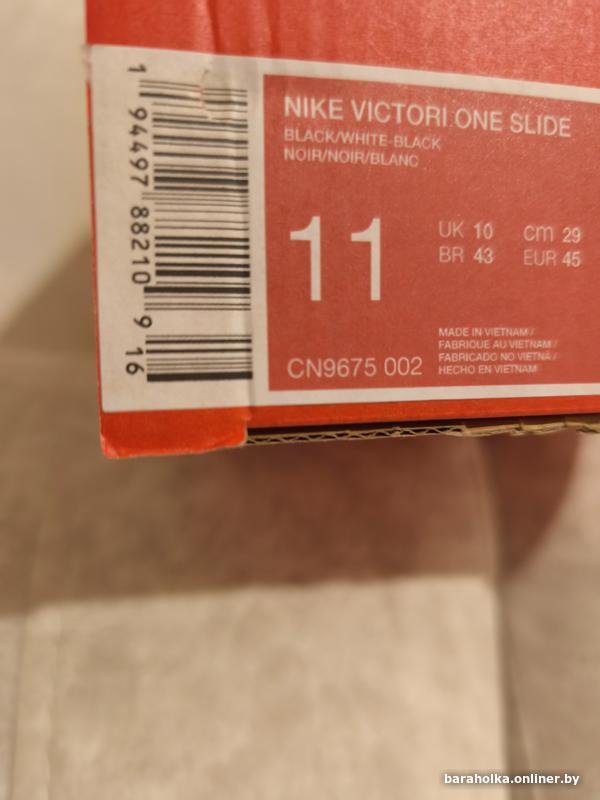 1 94497 88210 9 16
NIKE VICTORI ONE SLIDE
BLACK/WHITE-BLACK
NOIR/NOIR/BLANC
11
UK 10 cm 29
BR 43 EUR 45
CN9675 002
MADE IN VIETNAM /
FABRIQUE AU VIETNAM /
FABRICADO NO VIETNÃ /
HECHO EN VIETNAM
baraholka.onliner.by